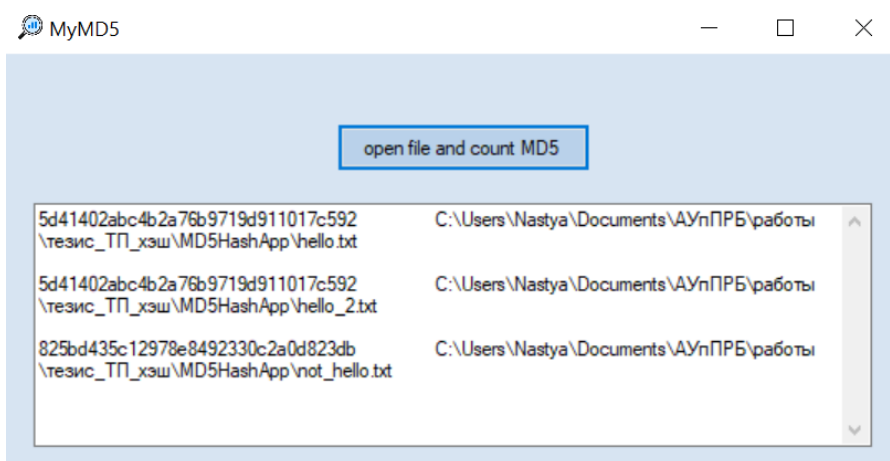 MyMD5
open file and count MD5
5d41402abc4b2a76b9719d911017c592 C:\Users\Nastya\Documents\АУпПРБ\работы
\тезис_ТП_хэш\MD5HashApp\hello.txt
5d41402abc4b2a76b9719d911017c592 C:\Users\Nastya\Documents\АУпПРБ\работы
\тезис_ТП_хэш\MD5HashApp\hello_2.txt
825bd435c12978e8492330c2a0d823db C:\Users\Nastya\Documents\АУпПРБ\работы
\тезис_ТП_хэш\MD5HashApp\not_hello.txt